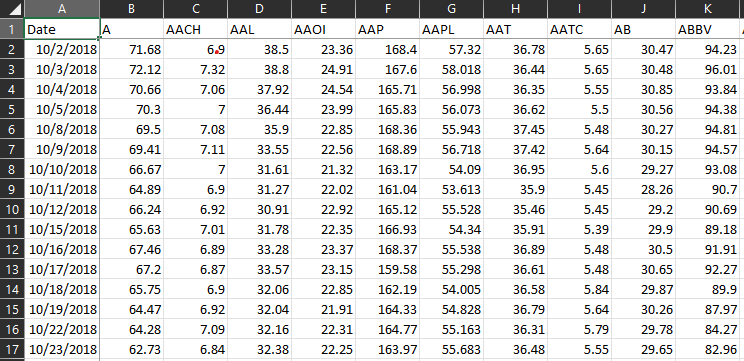 A B C D E F G H I J K
1 Date A AACH AAL AAOI AAP AAPL AAT AATC AB ABBV
2 10/2/2018 71.68 6.9 38.5 23.36 168.4 57.32 36.78 5.65 30.47 94.23
3 10/3/2018 72.12 7.32 38.8 24.91 167.6 58.018 36.44 5.65 30.48 96.01
4 10/4/2018 70.66 7.06 37.92 24.54 165.71 56.998 36.35 5.55 30.85 93.84
5 10/5/2018 70.3 7 36.44 23.99 165.83 56.073 36.62 5.5 30.56 94.38
6 10/8/2018 69.5 7.08 35.9 22.85 168.36 55.943 37.45 5.48 30.27 94.81
7 10/9/2018 69.41 7.11 33.55 22.56 168.89 56.718 37.42 5.64 30.15 94.57
8 10/10/2018 66.67 7 31.61 21.32 163.17 54.09 36.95 5.6 29.27 93.08
9 10/11/2018 64.89 6.9 31.27 22.02 161.04 53.613 35.9 5.45 28.26 90.7
10 10/12/2018 66.24 6.92 30.91 22.92 165.12 55.528 35.46 5.45 29.2 90.69
11 10/15/2018 65.63 7.01 31.78 22.35 166.93 54.34 35.91 5.39 29.9 89.18
12 10/16/2018 67.46 6.89 33.28 23.37 168.37 55.538 36.89 5.48 30.5 91.91
13 10/17/2018 67.2 6.87 33.57 23.15 159.58 55.298 36.61 5.48 30.65 92.27
14 10/18/2018 65.75 6.9 32.06 22.85 162.19 54.005 36.58 5.84 29.87 89.9
15 10/19/2018 64.47 6.92 32.04 21.91 164.33 54.828 36.79 5.64 30.26 87.97
16 10/22/2018 64.28 7.09 32.16 22.31 164.77 55.163 36.31 5.79 29.78 84.27
17 10/23/2018 62.73 6.84 32.38 22.25 163.97 55.683 36.48 5.55 29.65 82.96